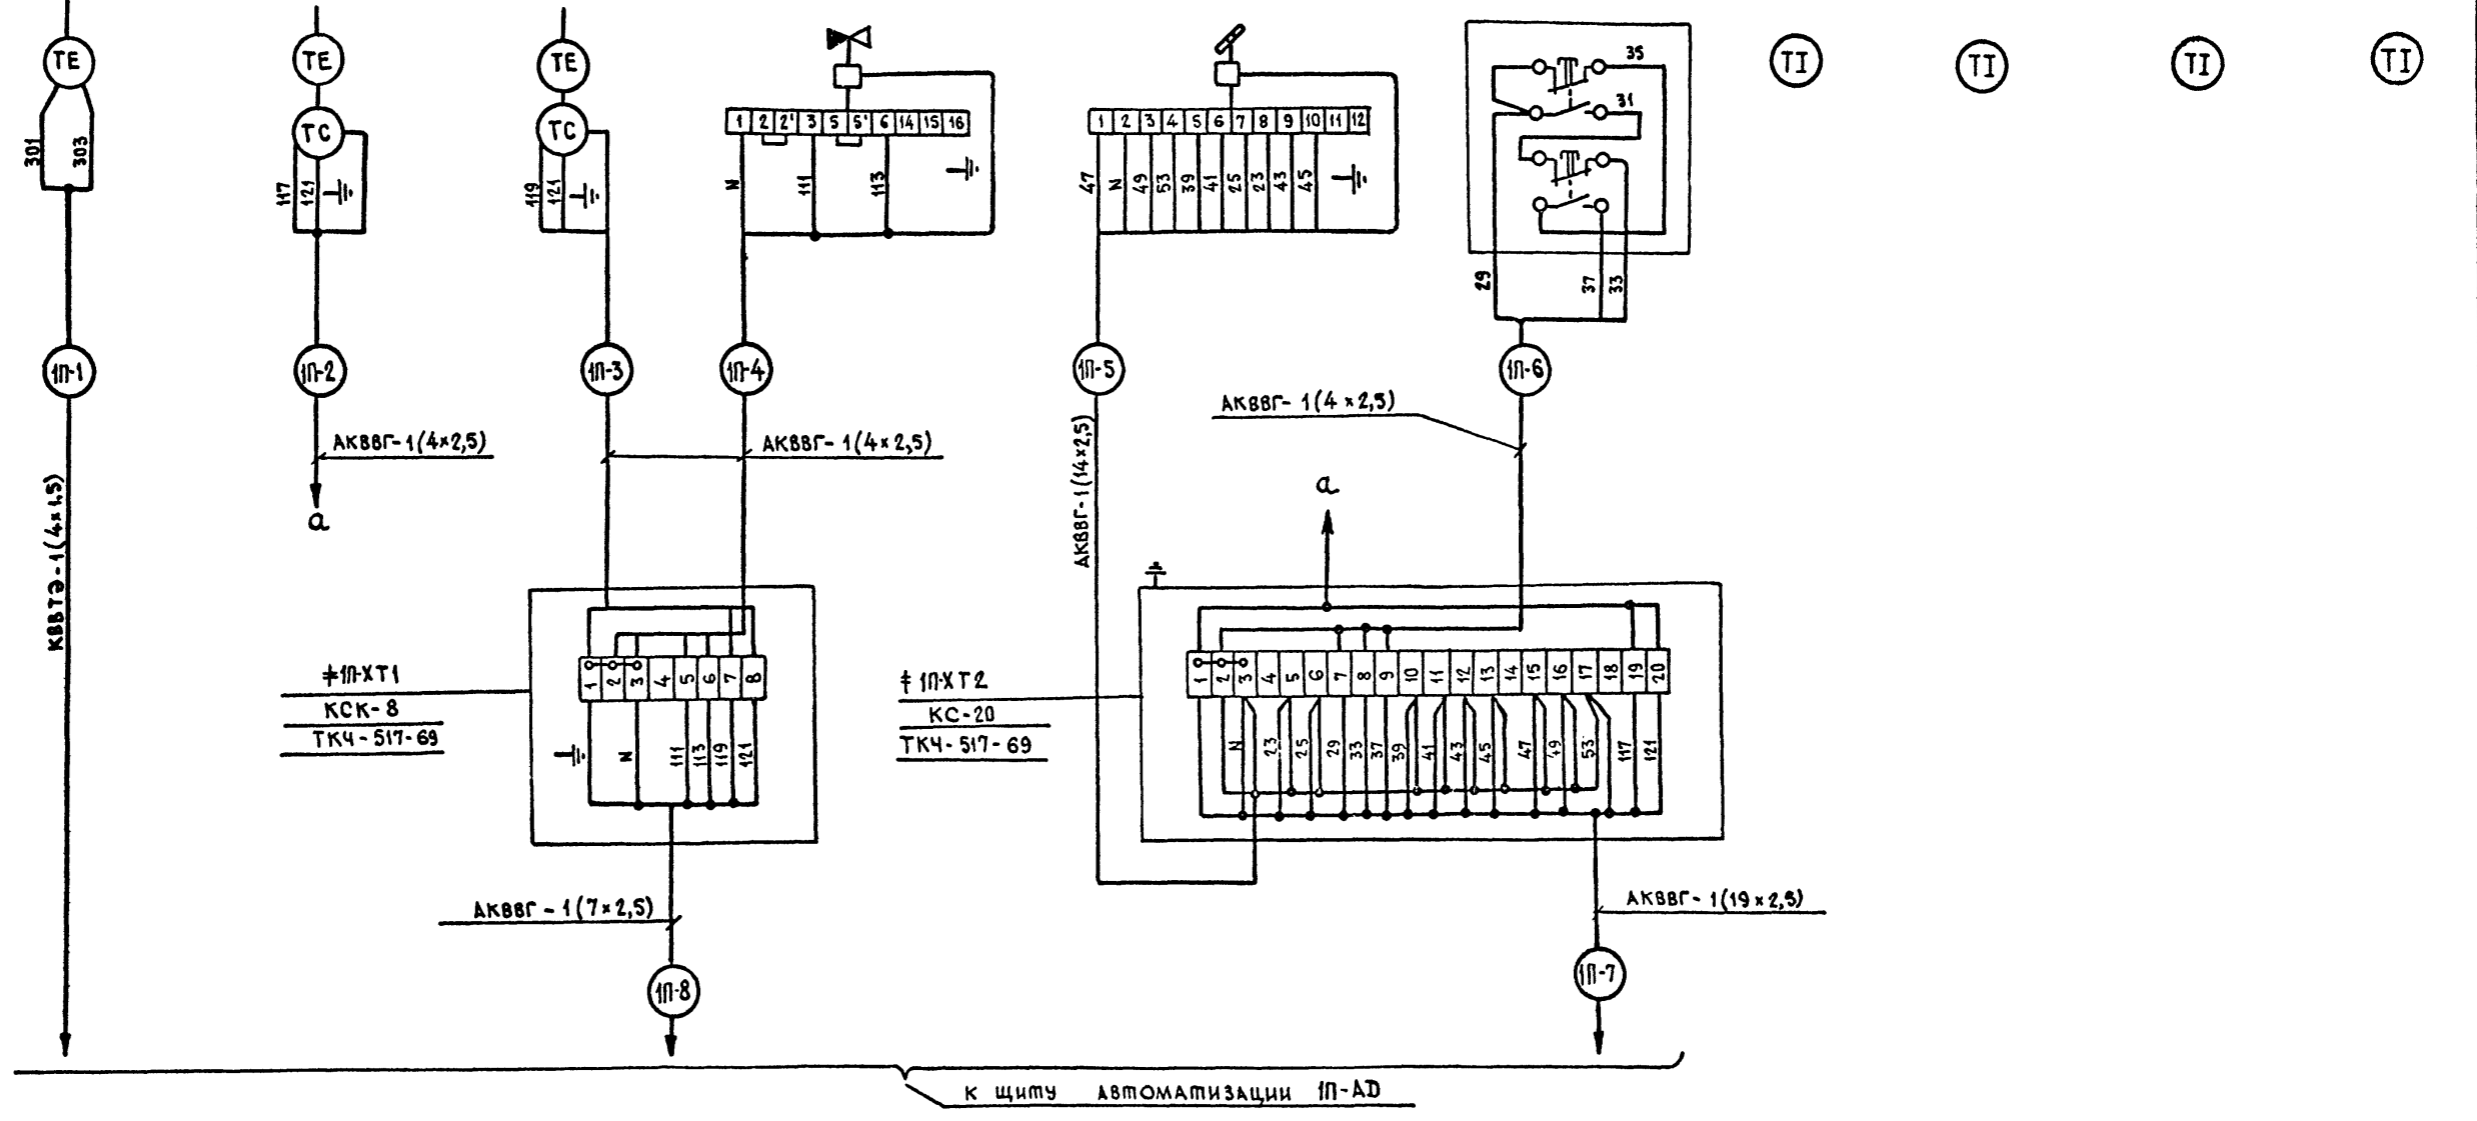 TE
TE
TE
TI
TI
TI
TI
TC
TC
301
303
117
121
119
121
1 2 2' 3 5 5' 6 14 15 16
N
111
113
1 2 3 4 5 6 7 8 9 10 11 12
47 N 49 53 39 41 25 23 43 45
35
31
29
37
33
1П-1
1П-2
1П-3
1П-4
1П-5
1П-6
АКВВГ-1(4×2,5)
АКВВГ-1(4×2,5)
АКВВГ-1(14×2,5)
АКВВГ-1(4×2,5)
КВВТЭ-1(4×1,5)
а
а
≠1П-ХТ1
КСК-8
ТКЧ-517-69
1 2 3 4 5 6 7 8
N 111 113 119 121
≠1П-ХТ2
КС-20
ТКЧ-517-69
1 2 3 4 5 6 7 8 9 10 11 12 13 14 15 16 17 18 19 20
N 23 25 29 33 37 39 41 43 45 47 49 53 117 121
АКВВГ-1(7×2,5)
АКВВГ-1(19×2,5)
1П-8
1П-7
К ЩИТУ АВТОМАТИЗАЦИИ 1П-АD